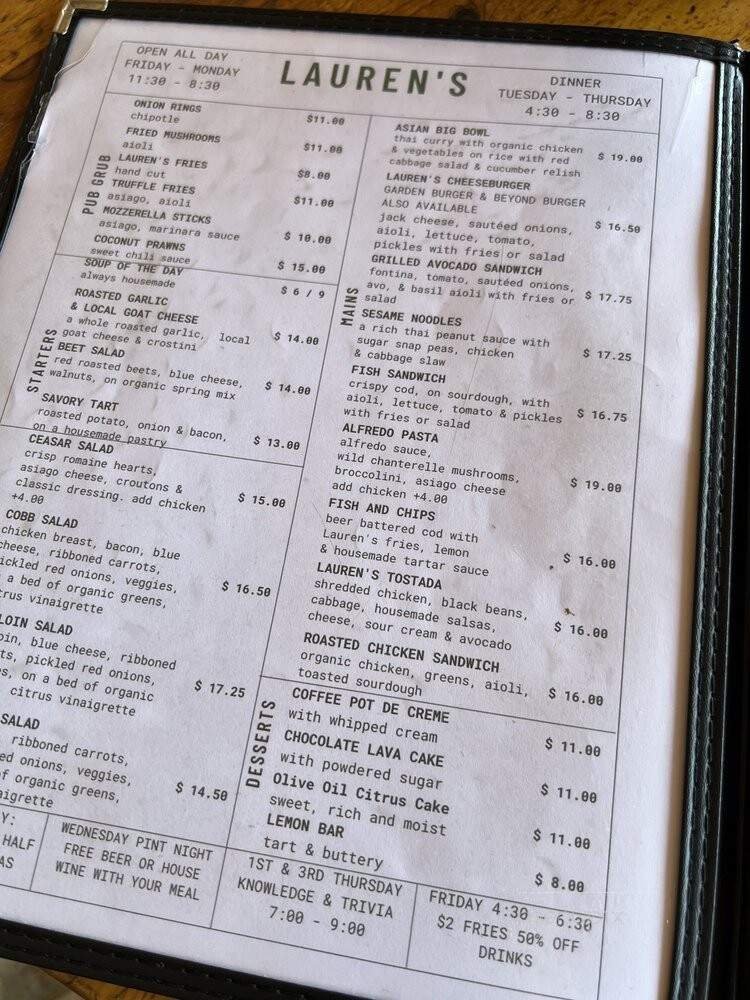 OPEN ALL DAY
FRIDAY - MONDAY
11:30 - 8:30
LAUREN'S
DINNER
TUESDAY - THURSDAY
4:30 - 8:30
PUB GRUB
ONION RINGS
chipotle $11.00
FRIED MUSHROOMS
aioli $11.00
LAUREN'S FRIES
hand cut $8.00
TRUFFLE FRIES
asiago, aioli $11.00
MOZZERELLA STICKS
asiago, marinara sauce $ 10.00
COCONUT PRAWNS
sweet chili sauce $ 15.00
STARTERS
SOUP OF THE DAY
always housemade $ 6 / 9
ROASTED GARLIC
& LOCAL GOAT CHEESE
a whole roasted garlic, local
goat cheese & crostini $ 14.00
BEET SALAD
red roasted beets, blue cheese,
walnuts, on organic spring mix $ 14.00
SAVORY TART
roasted potato, onion & bacon,
on a housemade pastry $ 13.00
CEASAR SALAD
crisp romaine hearts,
asiago cheese, croutons &
classic dressing. add chicken
+4.00 $ 15.00
COBB SALAD
chicken breast, bacon, blue
cheese, ribboned carrots,
ickled red onions, veggies,
a bed of organic greens,
trus vinaigrette $ 16.50
LOIN SALAD
oin, blue cheese, ribboned
ts, pickled red onions,
s, on a bed of organic
citrus vinaigrette $ 17.25
SALAD
ribboned carrots,
ed onions, veggies,
of organic greens,
aigrette $ 14.50
MAINS
ASIAN BIG BOWL
thai curry with organic chicken
& vegetables on rice with red
cabbage salad & cucumber relish $ 19.00
LAUREN'S CHEESEBURGER
GARDEN BURGER & BEYOND BURGER
ALSO AVAILABLE
jack cheese, sautéed onions,
aioli, lettuce, tomato,
pickles with fries or salad $ 16.50
GRILLED AVOCADO SANDWICH
fontina, tomato, sautéed onions,
avo, & basil aioli with fries or
salad $ 17.75
SESAME NOODLES
a rich thai peanut sauce with
sugar snap peas, chicken
& cabbage slaw $ 17.25
FISH SANDWICH
crispy cod, on sourdough, with
aioli, lettuce, tomato & pickles
with fries or salad $ 16.75
ALFREDO PASTA
alfredo sauce,
wild chanterelle mushrooms,
broccolini, asiago cheese
add chicken +4.00 $ 19.00
FISH AND CHIPS
beer battered cod with
Lauren's fries, lemon
& housemade tartar sauce $ 16.00
LAUREN'S TOSTADA
shredded chicken, black beans,
cabbage, housemade salsas,
cheese, sour cream & avocado $ 16.00
ROASTED CHICKEN SANDWICH
organic chicken, greens, aioli,
toasted sourdough $ 16.00
DESSERTS
COFFEE POT DE CREME
with whipped cream $ 11.00
CHOCOLATE LAVA CAKE
with powdered sugar $ 11.00
Olive Oil Citrus Cake
sweet, rich and moist $ 11.00
LEMON BAR
tart & buttery $ 8.00
Y:
HALF
AS
WEDNESDAY PINT NIGHT
FREE BEER OR HOUSE
WINE WITH YOUR MEAL
1ST & 3RD THURSDAY
KNOWLEDGE & TRIVIA
7:00 - 9:00
FRIDAY 4:30 - 6:30
$2 FRIES 50% OFF
DRINKS